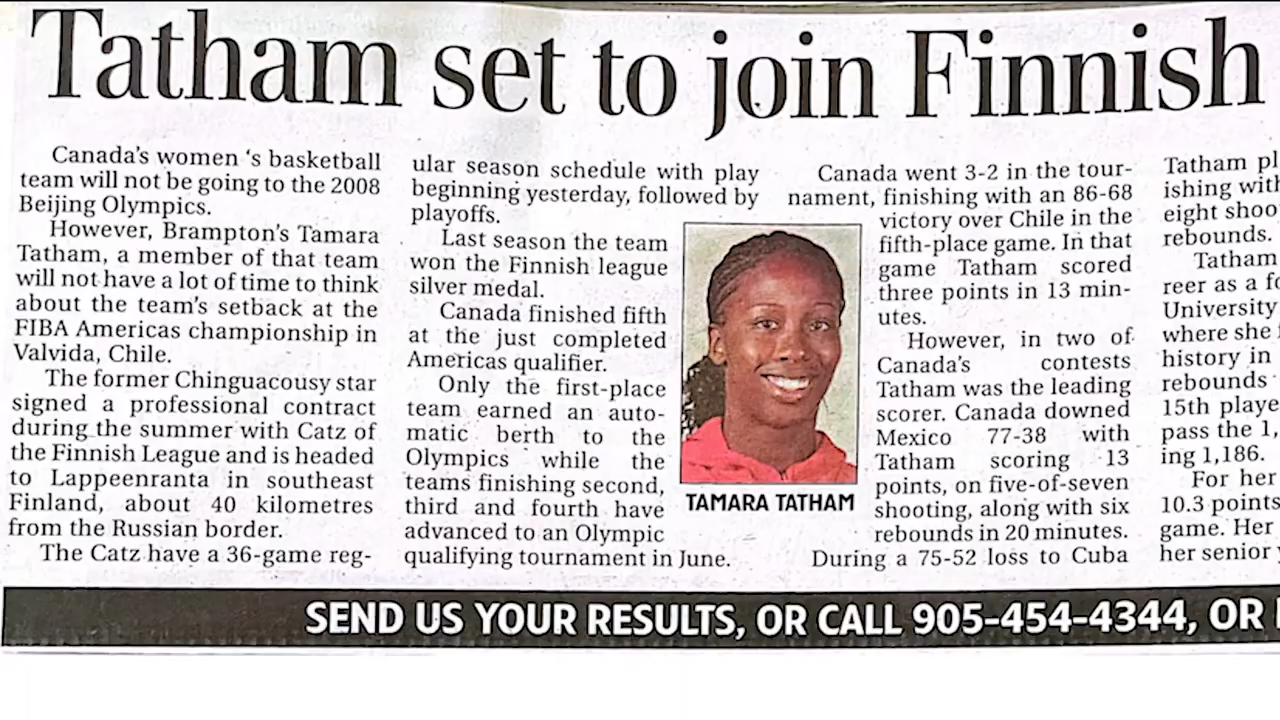 Tatham set to join Finnish
Canada's women 's basketball
team will not be going to the 2008
Beijing Olympics.
However, Brampton's Tamara
Tatham, a member of that team
will not have a lot of time to think
about the team's setback at the
FIBA Americas championship in
Valvida, Chile.
The former Chinguacousy star
signed a professional contract
during the summer with Catz of
the Finnish League and is headed
to Lappeenranta in southeast
Finland, about 40 kilometres
from the Russian border.
The Catz have a 36-game reg-
ular season schedule with play
beginning yesterday, followed by
playoffs.
Last season the team
won the Finnish league
silver medal.
Canada finished fifth
at the just completed
Americas qualifier.
Only the first-place
team earned an auto-
matic berth to the
Olympics while the
teams finishing second,
third and fourth have
advanced to an Olympic
qualifying tournament in June.
TAMARA TATHAM
Canada went 3-2 in the tour-
nament, finishing with an 86-68
victory over Chile in the
fifth-place game. In that
game Tatham scored
three points in 13 min-
utes.
However, in two of
Canada's contests
Tatham was the leading
scorer. Canada downed
Mexico 77-38 with
Tatham scoring 13
points, on five-of-seven
shooting, along with six
rebounds in 20 minutes.
During a 75-52 loss to Cuba
Tatham pl
ishing with
eight shoo
rebounds.
Tatham
reer as a fo
University
where she
history in
rebounds
15th playe
pass the 1,
ing 1,186.
For her
10.3 points
game. Her
her senior
SEND US YOUR RESULTS, OR CALL 905-454-4344, OR